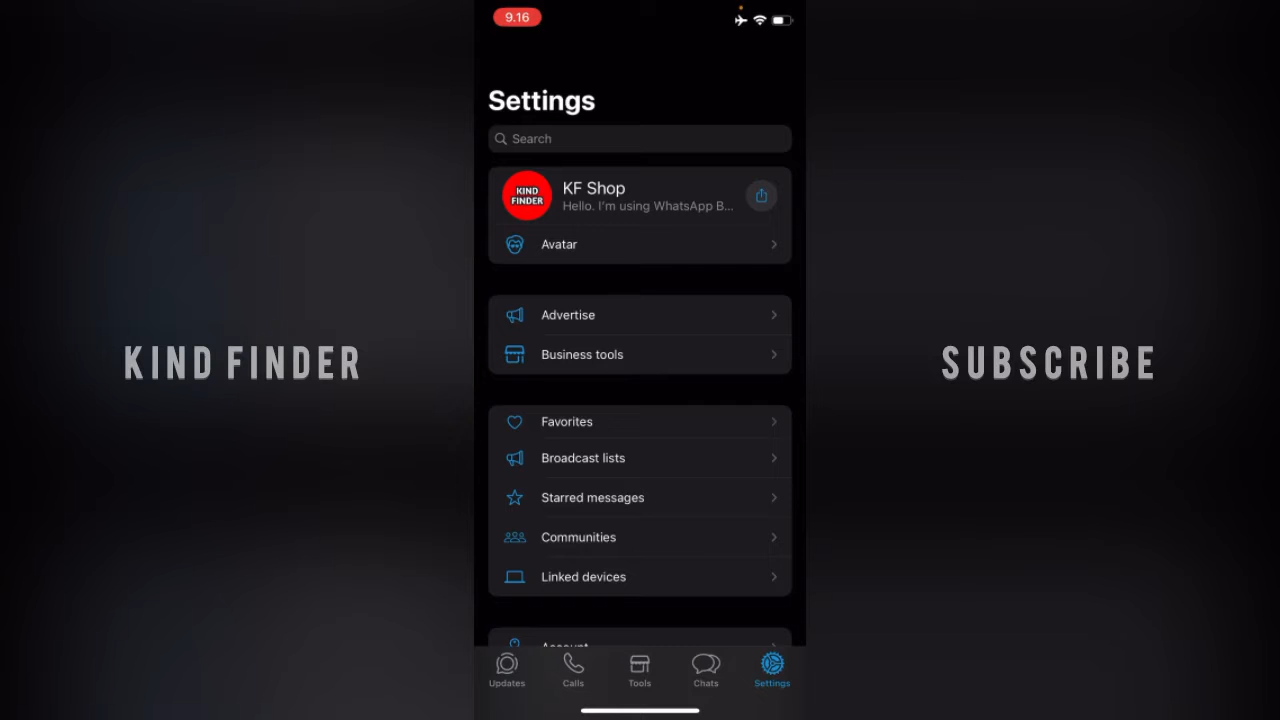 9.16
Settings
Search
KIND
FINDER
KF Shop
Hello. I'm using WhatsApp B...
Avatar
Advertise
Business tools
KIND FINDER
SUBSCRIBE
Favorites
Broadcast lists
Starred messages
Communities
Linked devices
Account
Updates
Calls
Tools
Chats
Settings